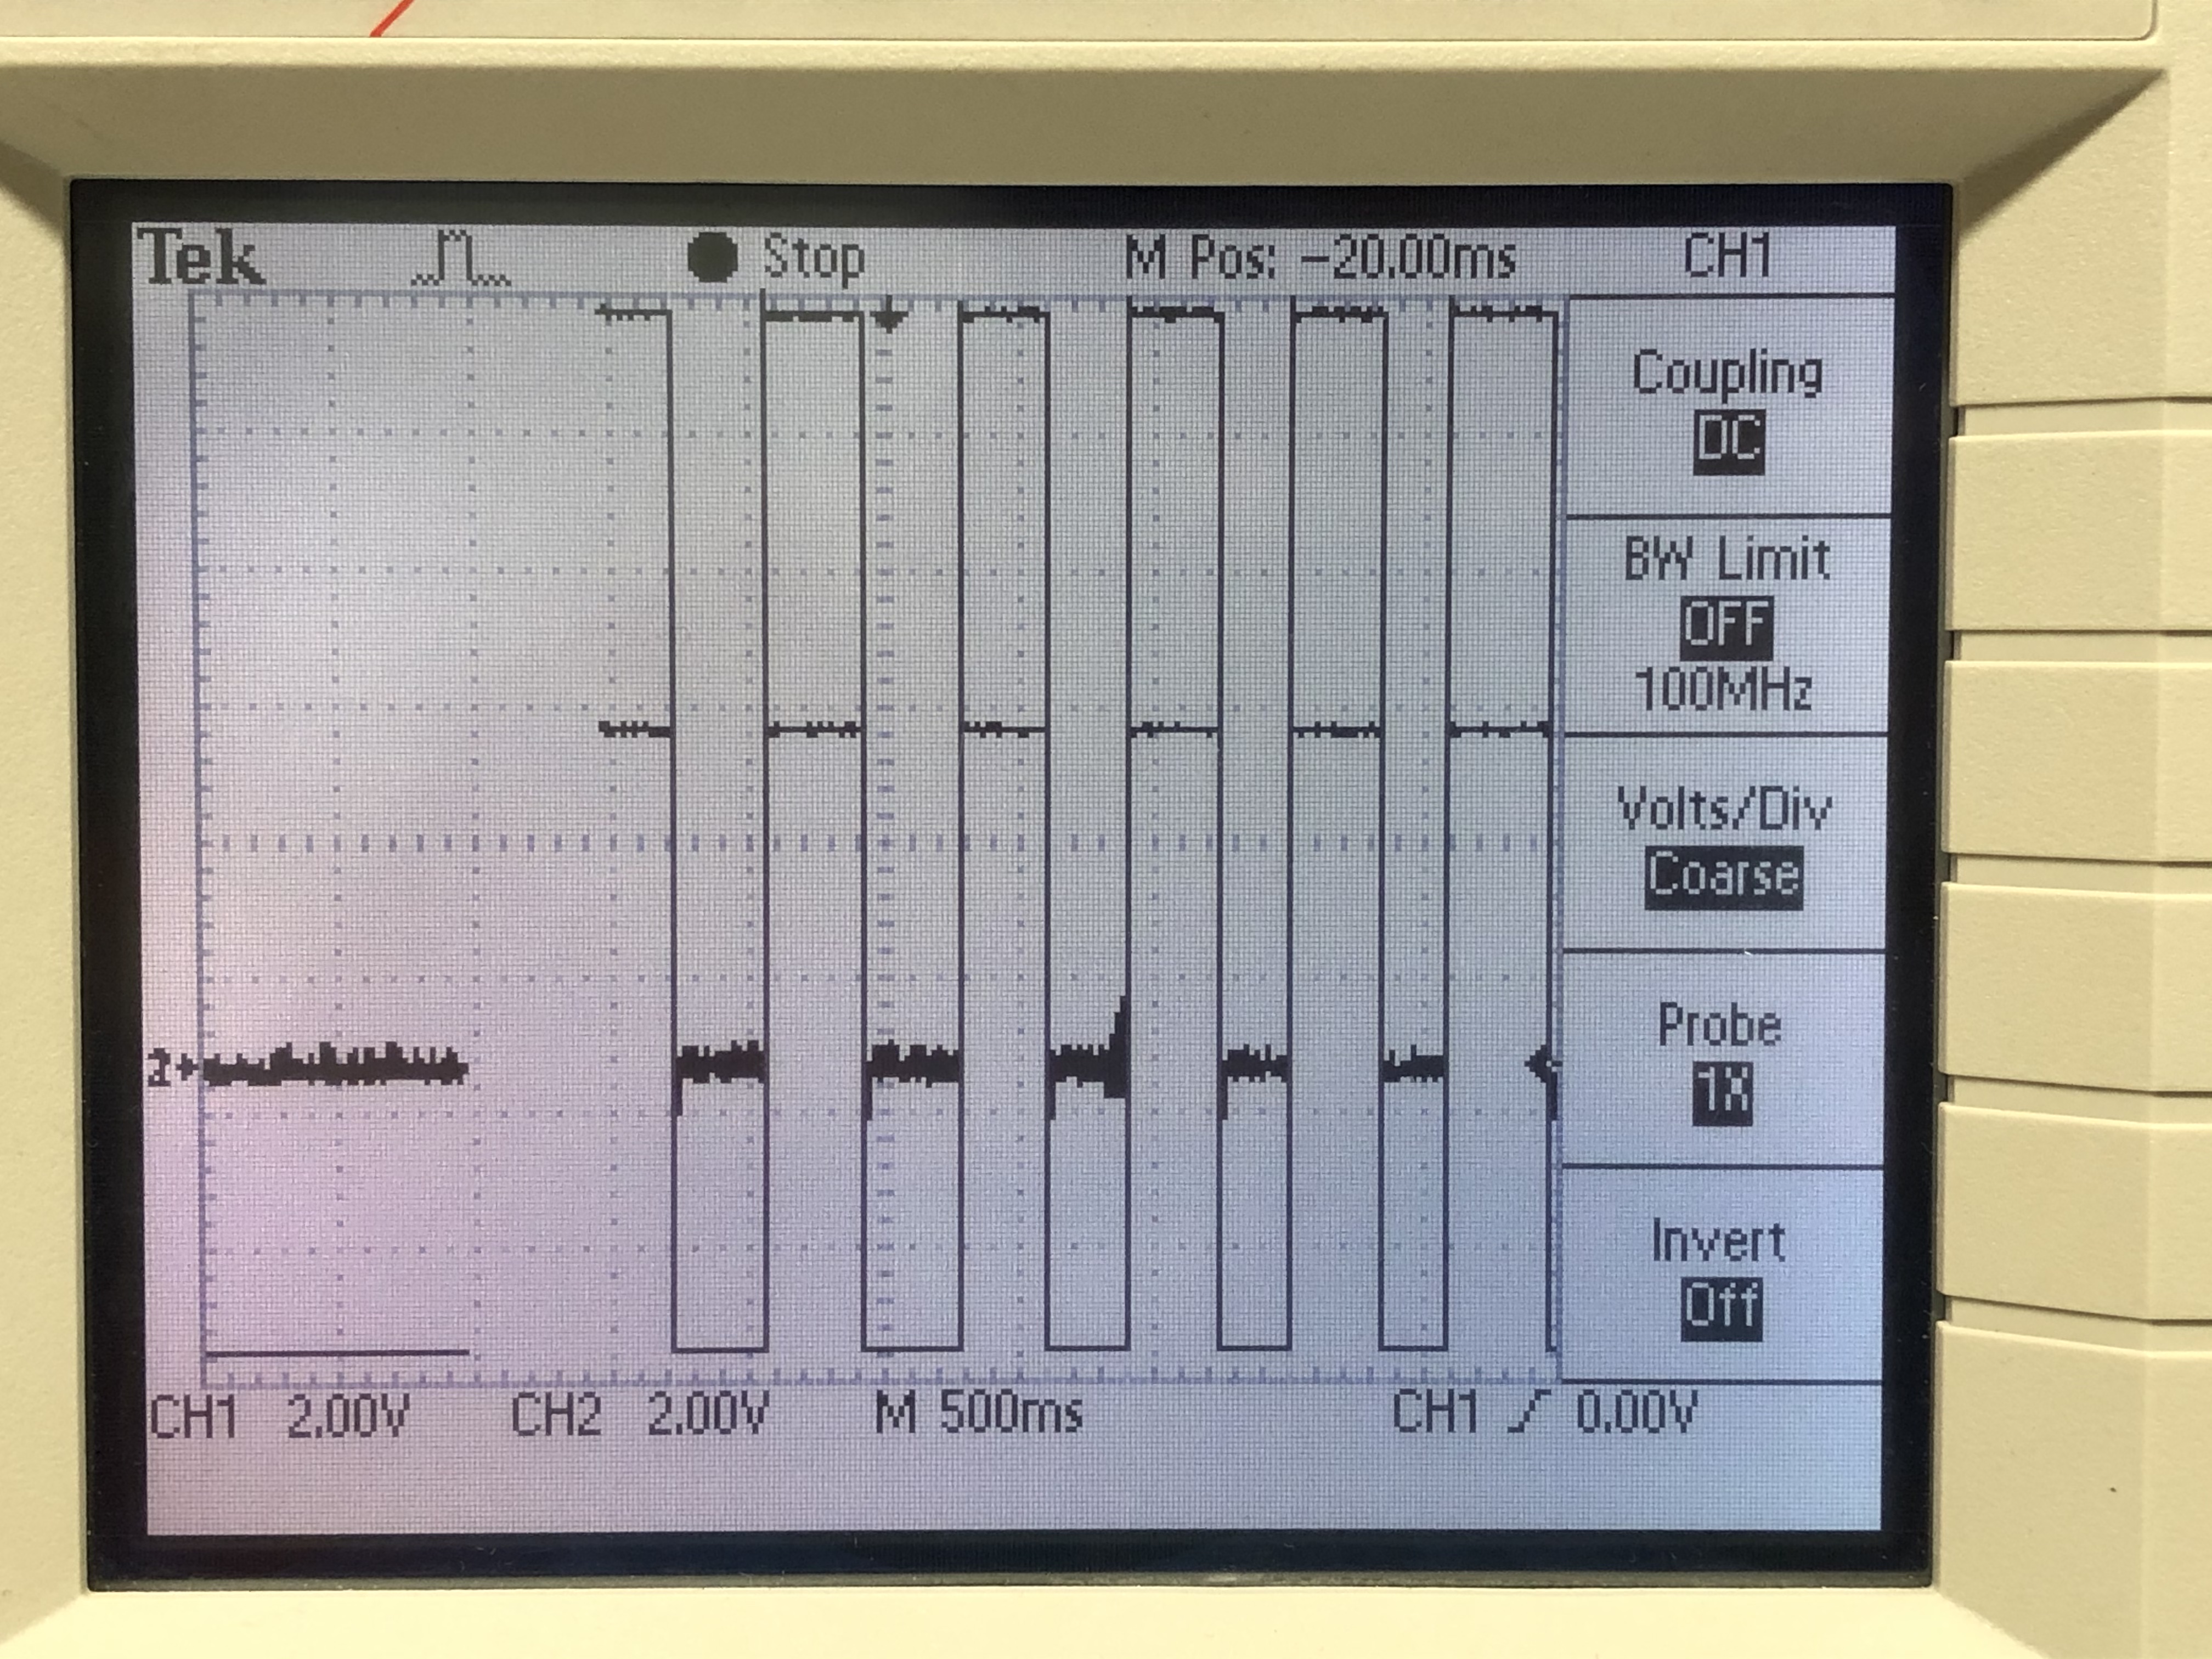 Tek Stop M Pos: -20.00ms CH1
Coupling
DC
BW Limit
OFF
100MHz
Volts/Div
Coarse
Probe
1X
Invert
Off
2
CH1 2.00V CH2 2.00V M 500ms CH1 0.00V